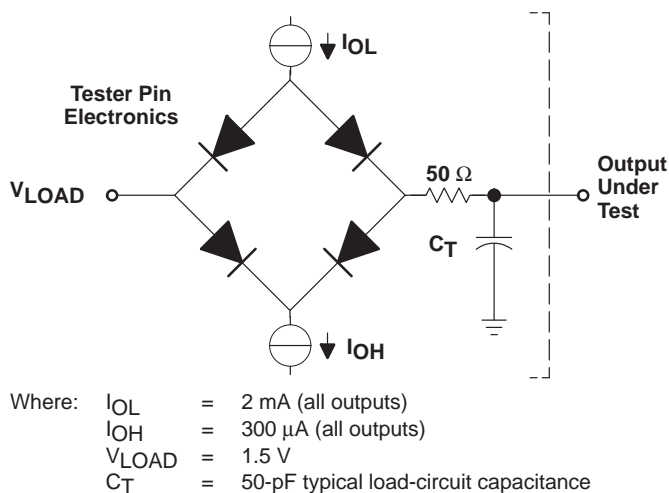 IOL
Tester Pin
Electronics
VLOAD
50 Ω
Output
Under
Test
CT
IOH
Where: IOL = 2 mA (all outputs)
IOH = 300 μA (all outputs)
VLOAD = 1.5 V
CT = 50-pF typical load-circuit capacitance